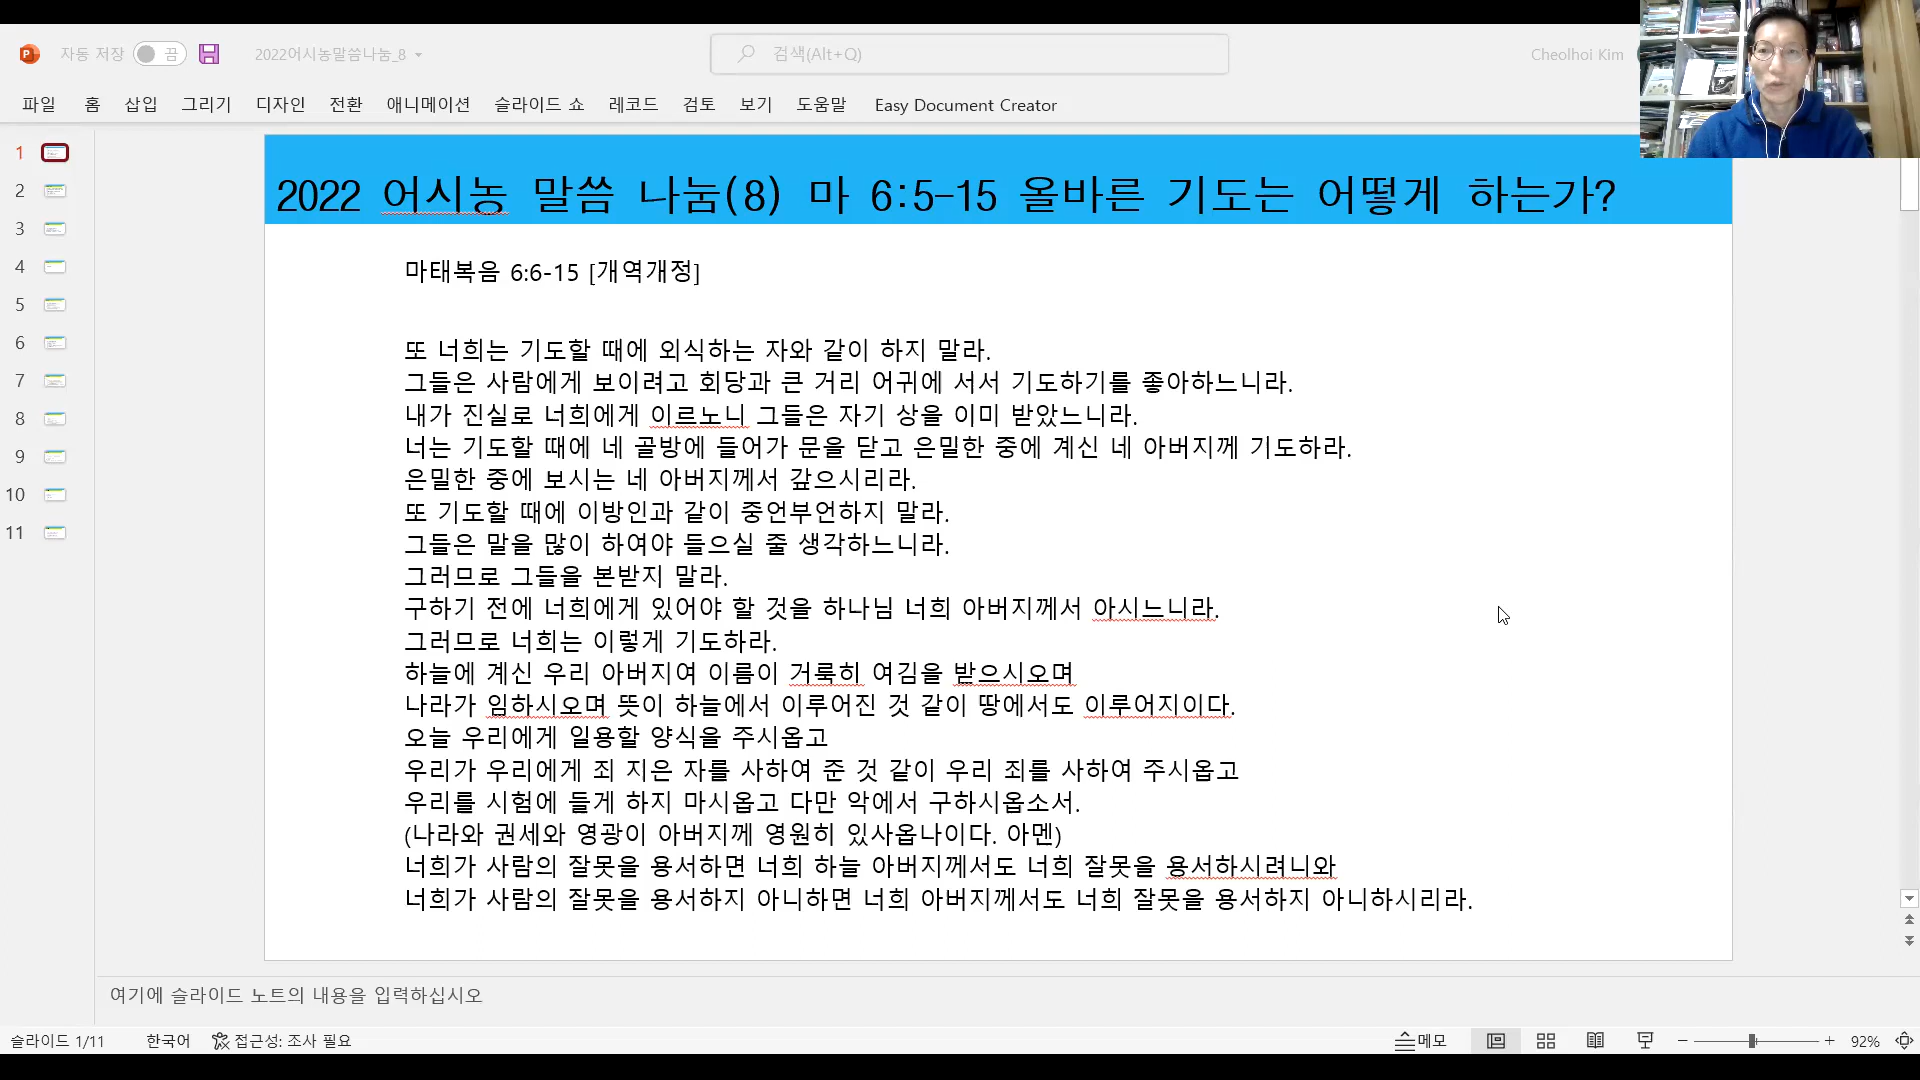 자동 저장 끔 2022어시농말씀나눔_8 검색(Alt+Q) Cheolhoi Kim
파일 홈 삽입 그리기 디자인 전환 애니메이션 슬라이드 쇼 레코드 검토 보기 도움말 Easy Document Creator
1
2
3
4
5
6
7
8
9
10
11
2022 어시농 말씀 나눔(8) 마 6:5-15 올바른 기도는 어떻게 하는가?
마태복음 6:6-15 [개역개정]
또 너희는 기도할 때에 외식하는 자와 같이 하지 말라.
그들은 사람에게 보이려고 회당과 큰 거리 어귀에 서서 기도하기를 좋아하느니라.
내가 진실로 너희에게 이르노니 그들은 자기 상을 이미 받았느니라.
너는 기도할 때에 네 골방에 들어가 문을 닫고 은밀한 중에 계신 네 아버지께 기도하라.
은밀한 중에 보시는 네 아버지께서 갚으시리라.
또 기도할 때에 이방인과 같이 중언부언하지 말라.
그들은 말을 많이 하여야 들으실 줄 생각하느니라.
그러므로 그들을 본받지 말라.
구하기 전에 너희에게 있어야 할 것을 하나님 너희 아버지께서 아시느니라.
그러므로 너희는 이렇게 기도하라.
하늘에 계신 우리 아버지여 이름이 거룩히 여김을 받으시오며
나라가 임하시오며 뜻이 하늘에서 이루어진 것 같이 땅에서도 이루어지이다.
오늘 우리에게 일용할 양식을 주시옵고
우리가 우리에게 죄 지은 자를 사하여 준 것 같이 우리 죄를 사하여 주시옵고
우리를 시험에 들게 하지 마시옵고 다만 악에서 구하시옵소서.
(나라와 권세와 영광이 아버지께 영원히 있사옵나이다. 아멘)
너희가 사람의 잘못을 용서하면 너희 하늘 아버지께서도 너희 잘못을 용서하시려니와
너희가 사람의 잘못을 용서하지 아니하면 너희 아버지께서도 너희 잘못을 용서하지 아니하시리라.
여기에 슬라이드 노트의 내용을 입력하십시오
슬라이드 1/11 한국어 접근성: 조사 필요 메모 92%